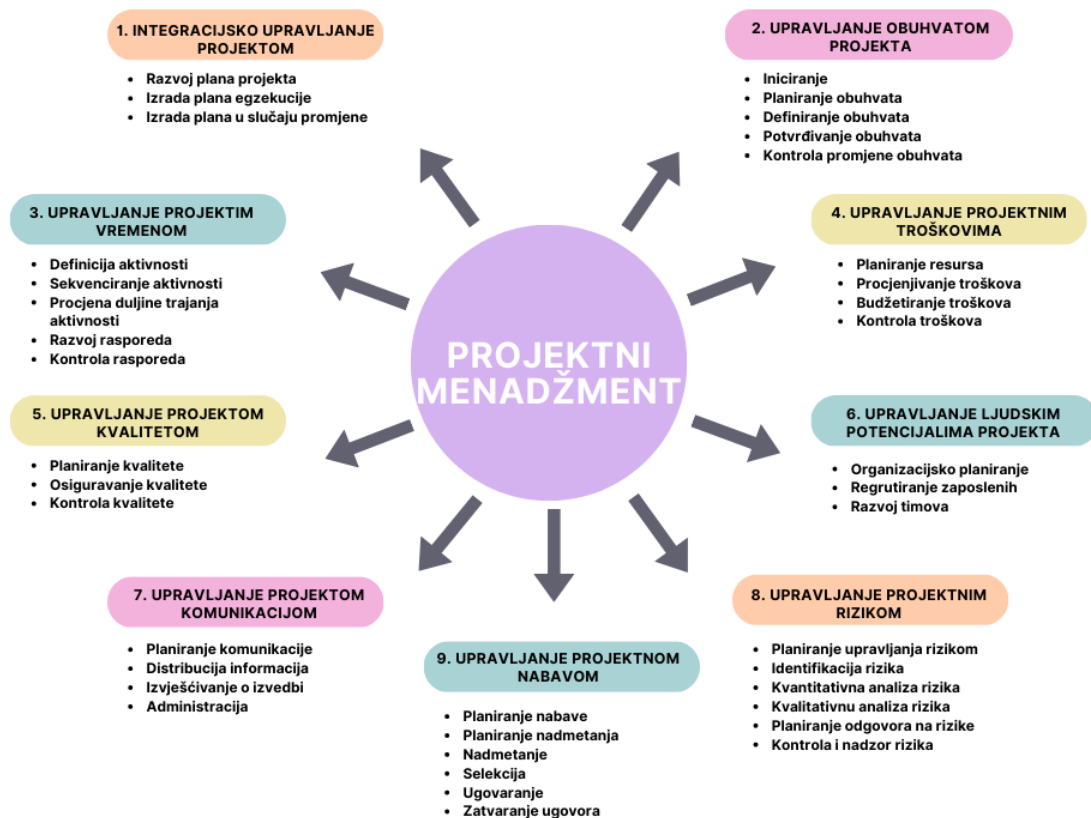 1. INTEGRACIJSKO UPRAVLJANJE
PROJEKTOM
• Razvoj plana projekta
• Izrada plana egzekucije
• Izrada plana u slučaju promjene
2. UPRAVLJANJE OBUHVATOM
PROJEKTA
• Iniciranje
• Planiranje obuhvata
• Definiranje obuhvata
• Potvrđivanje obuhvata
• Kontrola promjene obuhvata
3. UPRAVLJANJE PROJEKTIM
VREMENOM
• Definicija aktivnosti
• Sekvenciranje aktivnosti
• Procjena duljine trajanja
aktivnosti
• Razvoj rasporeda
• Kontrola rasporeda
4. UPRAVLJANJE PROJEKTNIM
TROŠKOVIMA
• Planiranje resursa
• Procjenjivanje troškova
• Budžetiranje troškova
• Kontrola troškova
PROJEKTNI
MENADŽMENT
5. UPRAVLJANJE PROJEKTOM
KVALITETOM
• Planiranje kvalitete
• Osiguravanje kvalitete
• Kontrola kvalitete
6. UPRAVLJANJE LJUDSKIM
POTENCIJALIMA PROJEKTA
• Organizacijsko planiranje
• Regrutiranje zaposlenih
• Razvoj timova
7. UPRAVLJANJE PROJEKTOM
KOMUNIKACIJOM
• Planiranje komunikacije
• Distribucija informacija
• Izvješćivanje o izvedbi
• Administracija
8. UPRAVLJANJE PROJEKTNIM
RIZIKOM
• Planiranje upravljanja rizikom
• Identifikacija rizika
• Kvantitativna analiza rizika
• Kvalitativnu analiza rizika
• Planiranje odgovora na rizike
• Kontrola i nadzor rizika
9. UPRAVLJANJE PROJEKTNOM
NABAVOM
• Planiranje nabave
• Planiranje nadmetanja
• Nadmetanje
• Selekcija
• Ugovaranje
• Zatvaranje ugovora